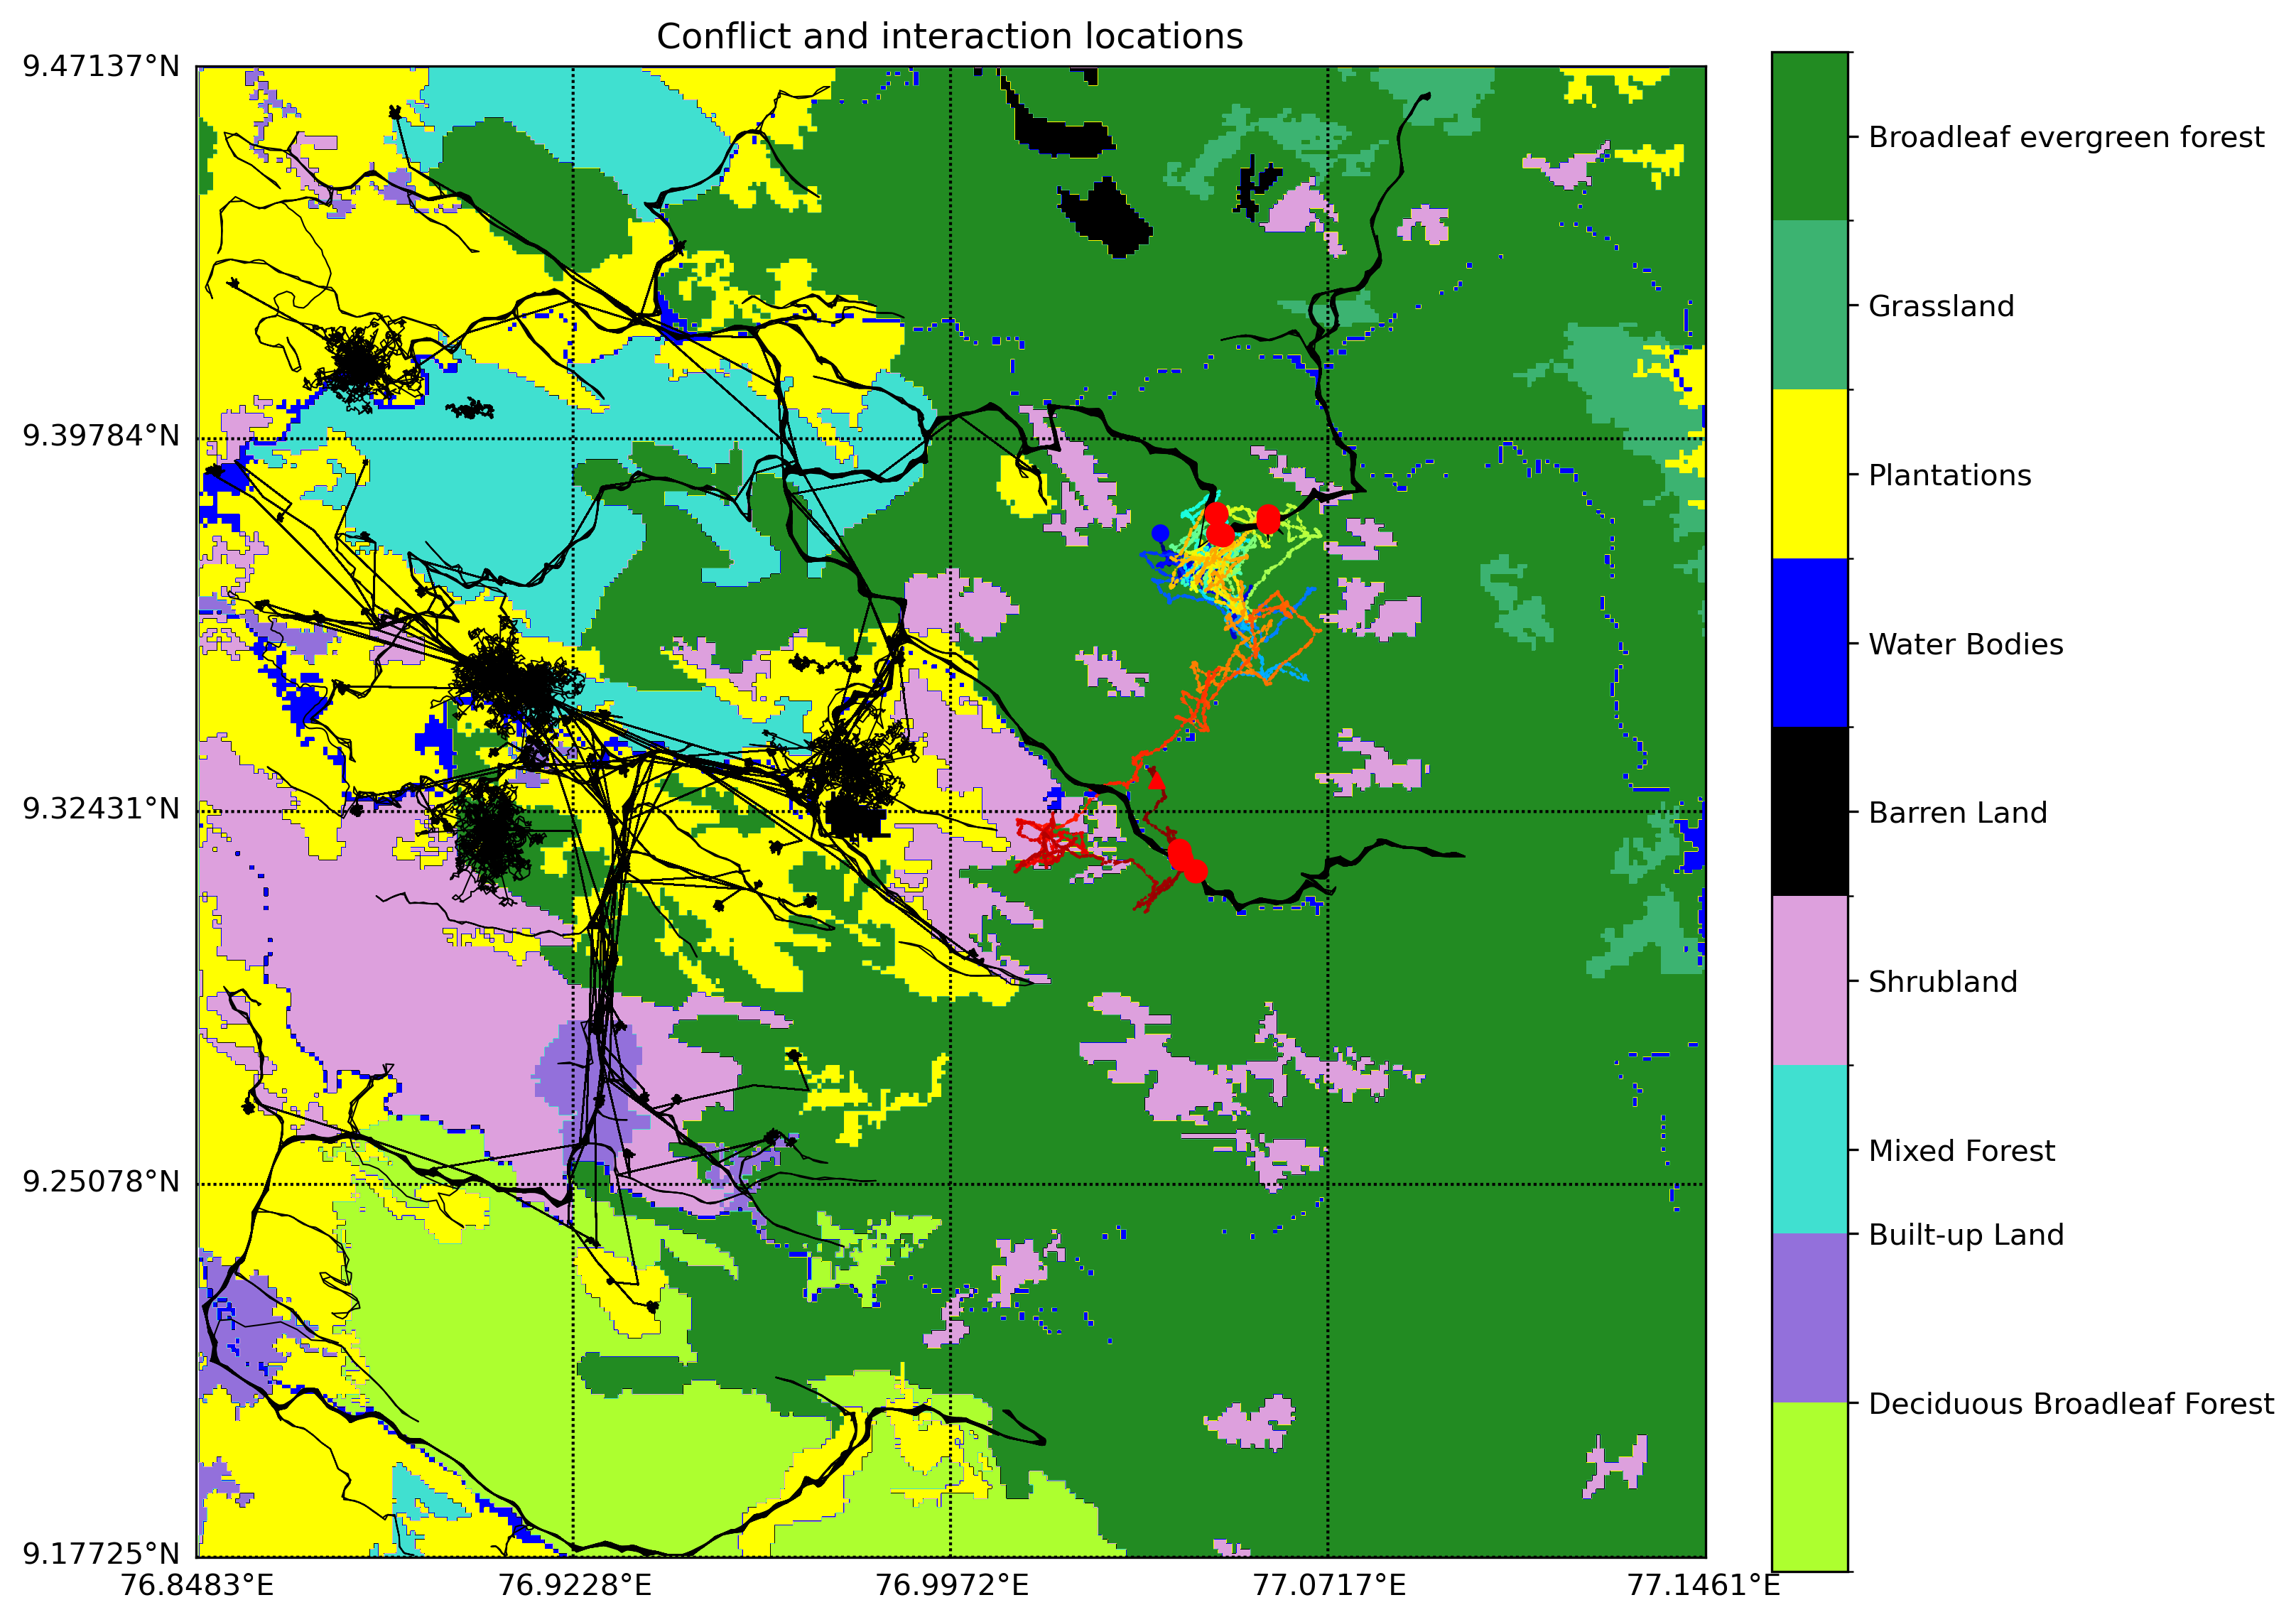 Conflict and interaction locations
9.47137°N
9.39784°N
9.32431°N
9.25078°N
9.17725°N
76.8483°E
76.9228°E
76.9972°E
77.0717°E
77.1461°E
Broadleaf evergreen forest
Grassland
Plantations
Water Bodies
Barren Land
Shrubland
Mixed Forest
Built-up Land
Deciduous Broadleaf Forest